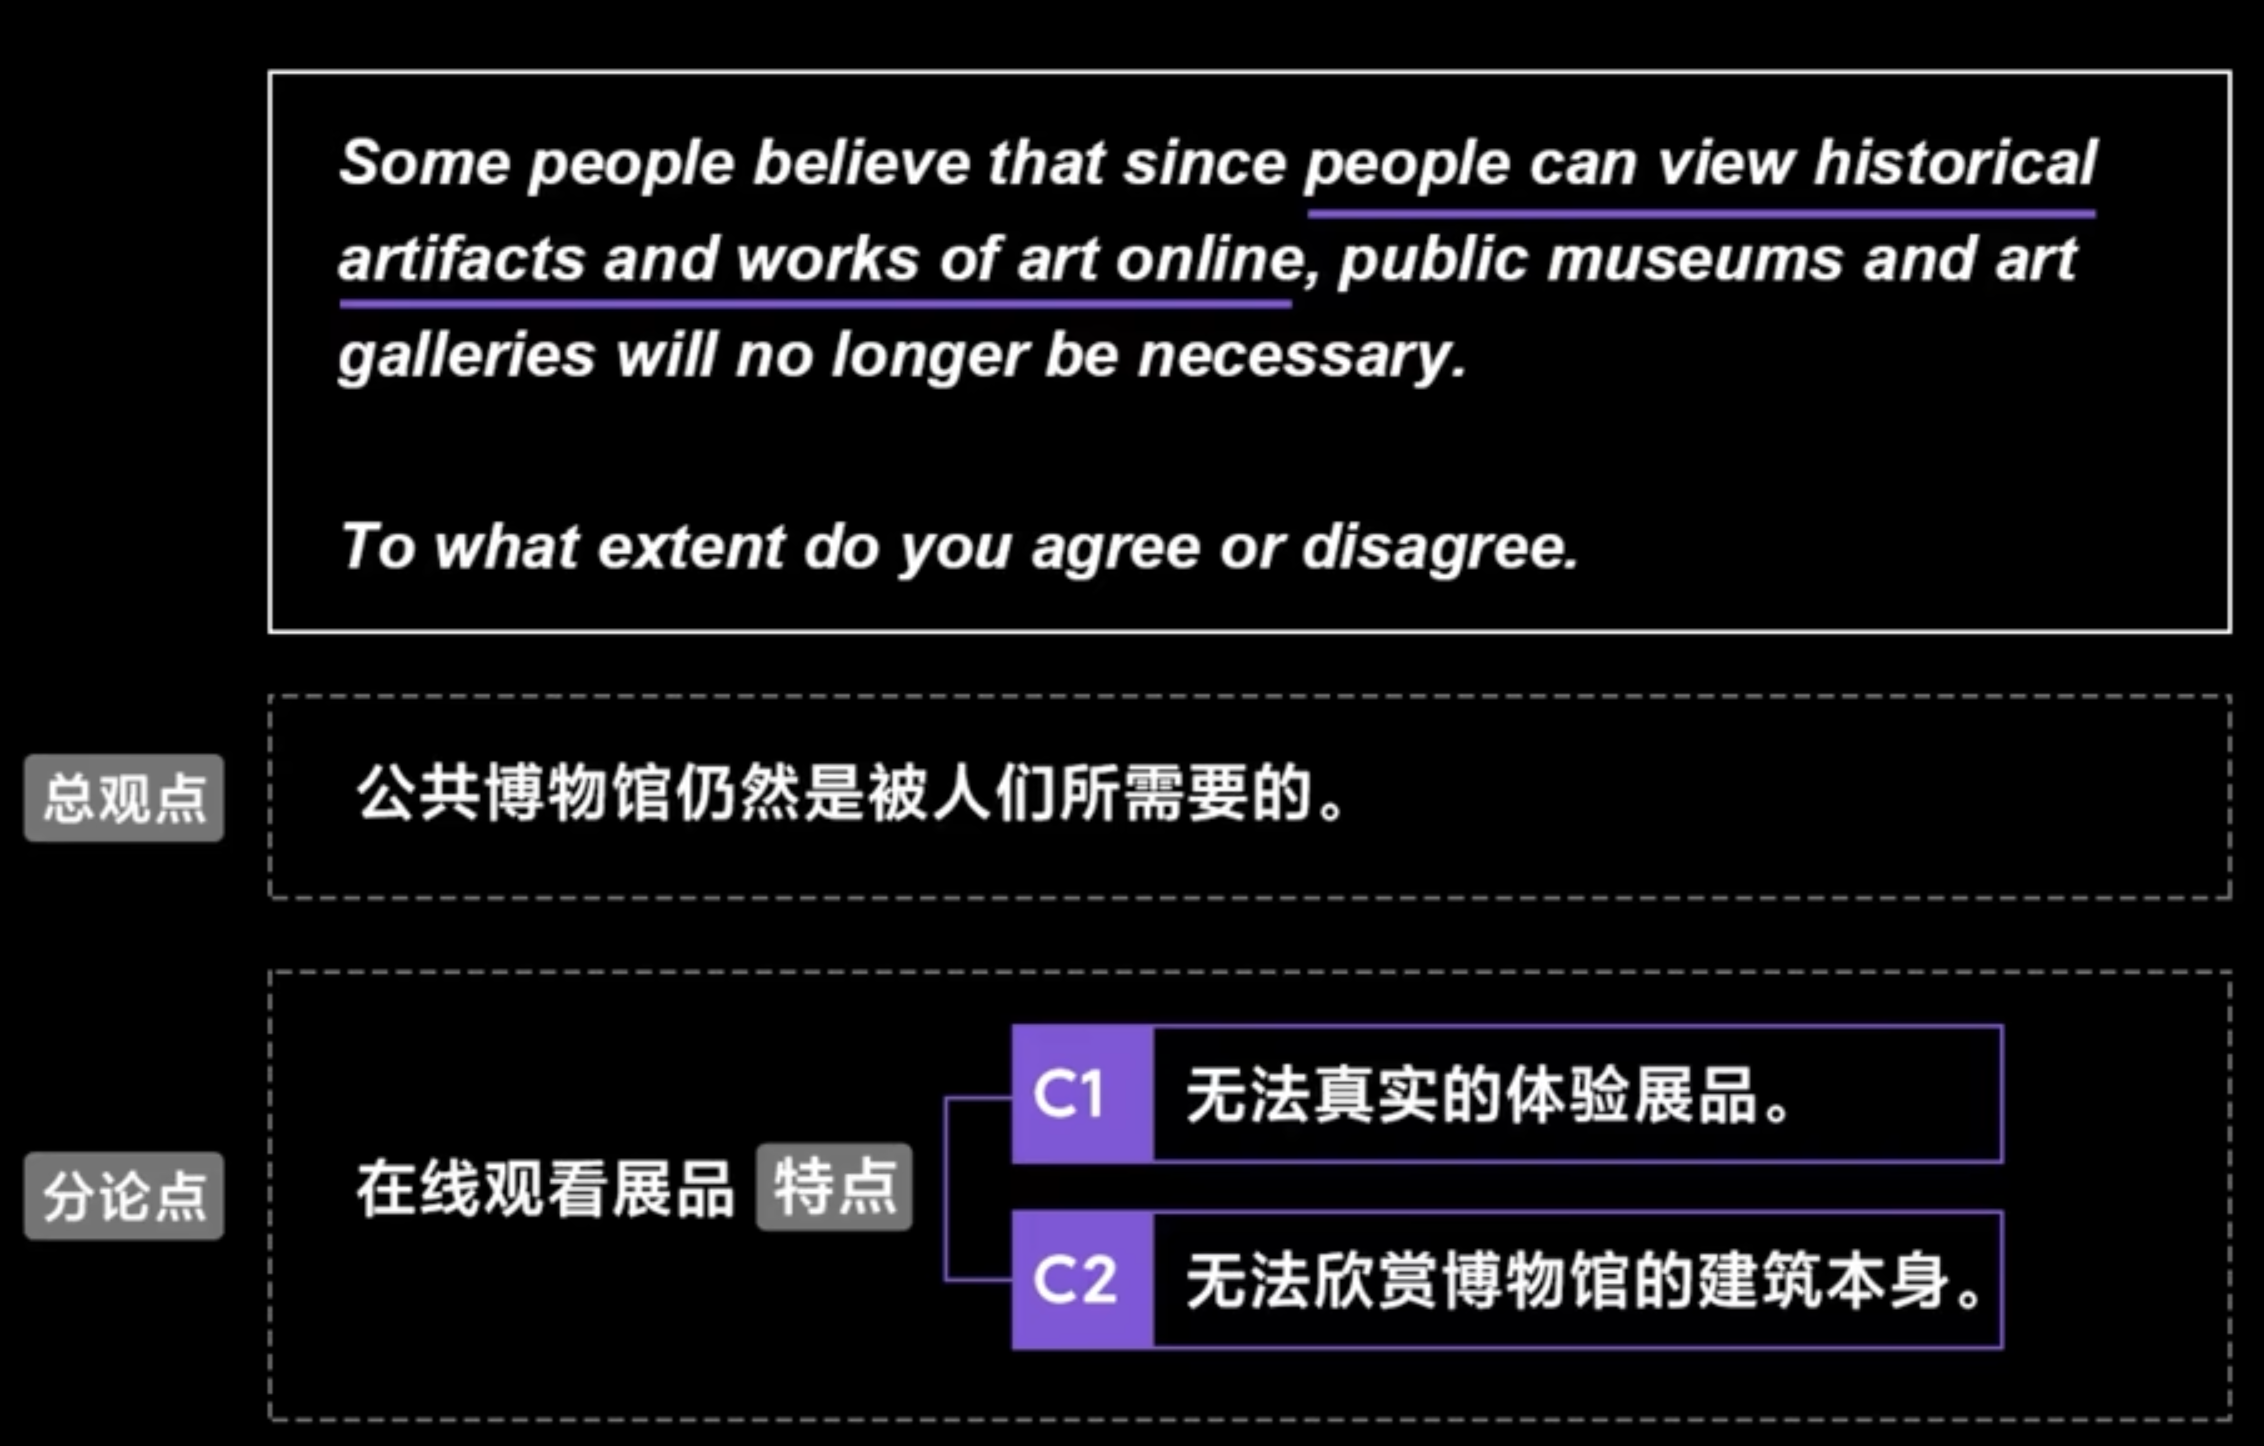 Some people believe that since people can view historical
artifacts and works of art online, public museums and art
galleries will no longer be necessary.
To what extent do you agree or disagree.
总观点
公共博物馆仍然是被人们所需要的。
分论点
在线观看展品 特点
C1 无法真实的体验展品。
C2 无法欣赏博物馆的建筑本身。